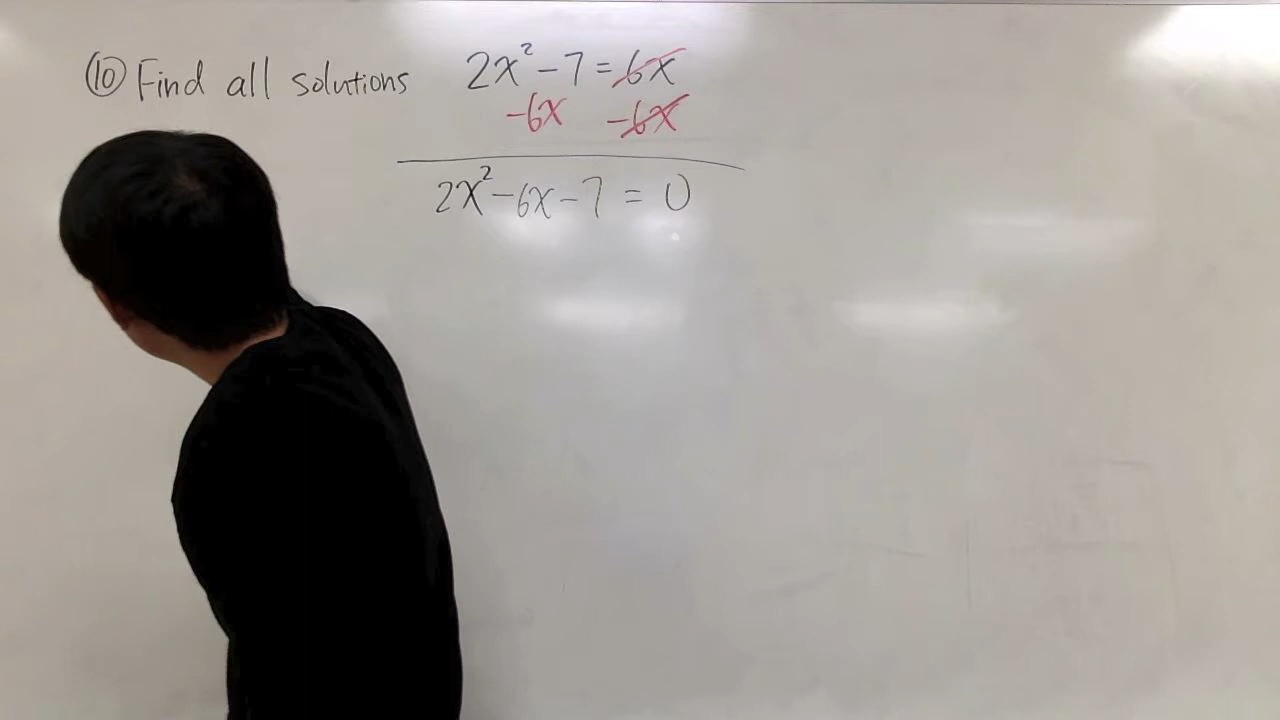 ⑩ Find all solutions 2x² - 7 = 6x
-6x -6x
2x² - 6x - 7 = 0